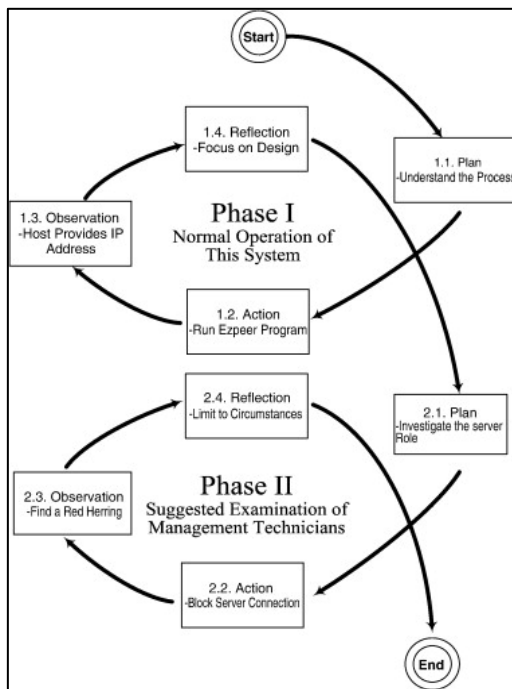 Start
1.1. Plan
-Understand the Process
1.2. Action
-Run Ezpeer Program
1.3. Observation
-Host Provides IP
Address
1.4. Reflection
-Focus on Design
Phase I
Normal Operation of
This System
2.1. Plan
-Investigate the server
Role
2.2. Action
-Block Server Connection
2.3. Observation
-Find a Red Herring
2.4. Reflection
-Limit to Circumstances
Phase II
Suggested Examination of
Management Technicians
End